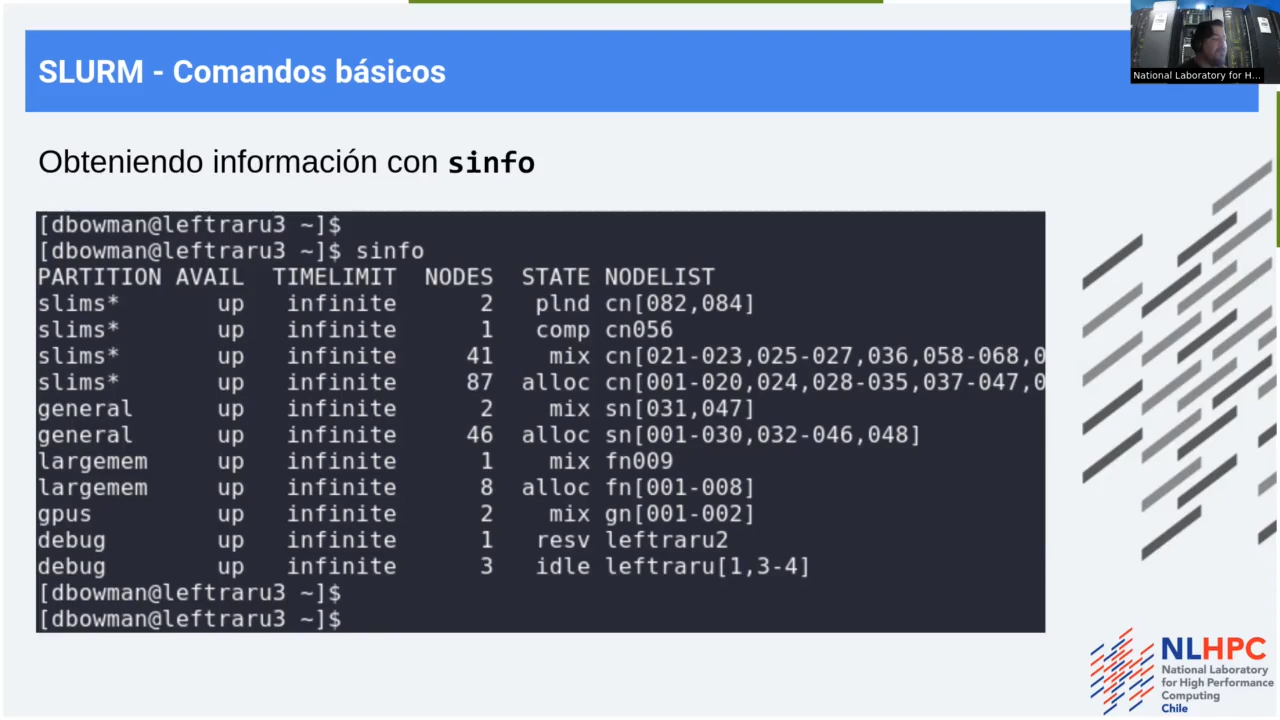 SLURM - Comandos básicos
National Laboratory for H...
Obteniendo información con sinfo
[dbowman@leftraru3 ~]$
[dbowman@leftraru3 ~]$ sinfo
PARTITION AVAIL  TIMELIMIT  NODES  STATE NODELIST
slims*       up   infinite      2   plnd cn[082,084]
slims*       up   infinite      1   comp cn056
slims*       up   infinite     41    mix cn[021-023,025-027,036,058-068,0
slims*       up   infinite     87  alloc cn[001-020,024,028-035,037-047,0
general      up   infinite      2    mix sn[031,047]
general      up   infinite     46  alloc sn[001-030,032-046,048]
largemem     up   infinite      1    mix fn009
largemem     up   infinite      8  alloc fn[001-008]
gpus         up   infinite      2    mix gn[001-002]
debug        up   infinite      1   resv leftraru2
debug        up   infinite      3   idle leftraru[1,3-4]
[dbowman@leftraru3 ~]$
[dbowman@leftraru3 ~]$
NLHPC
National Laboratory
for High Performance
Computing
Chile